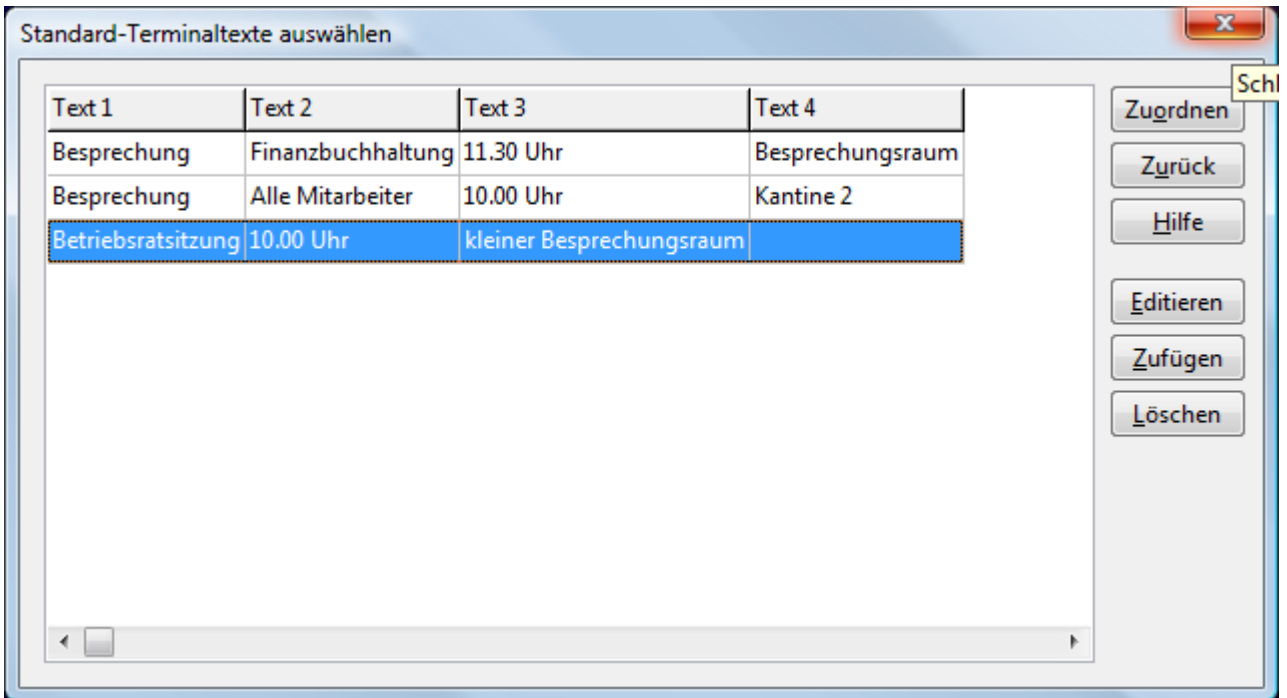 Standard-Terminaltexte auswählen
Schl
Text 1 Text 2 Text 3 Text 4
Besprechung Finanzbuchhaltung 11.30 Uhr Besprechungsraum
Besprechung Alle Mitarbeiter 10.00 Uhr Kantine 2
Betriebsratsitzung 10.00 Uhr kleiner Besprechungsraum
Zuordnen
Zurück
Hilfe
Editieren
Zufügen
Löschen